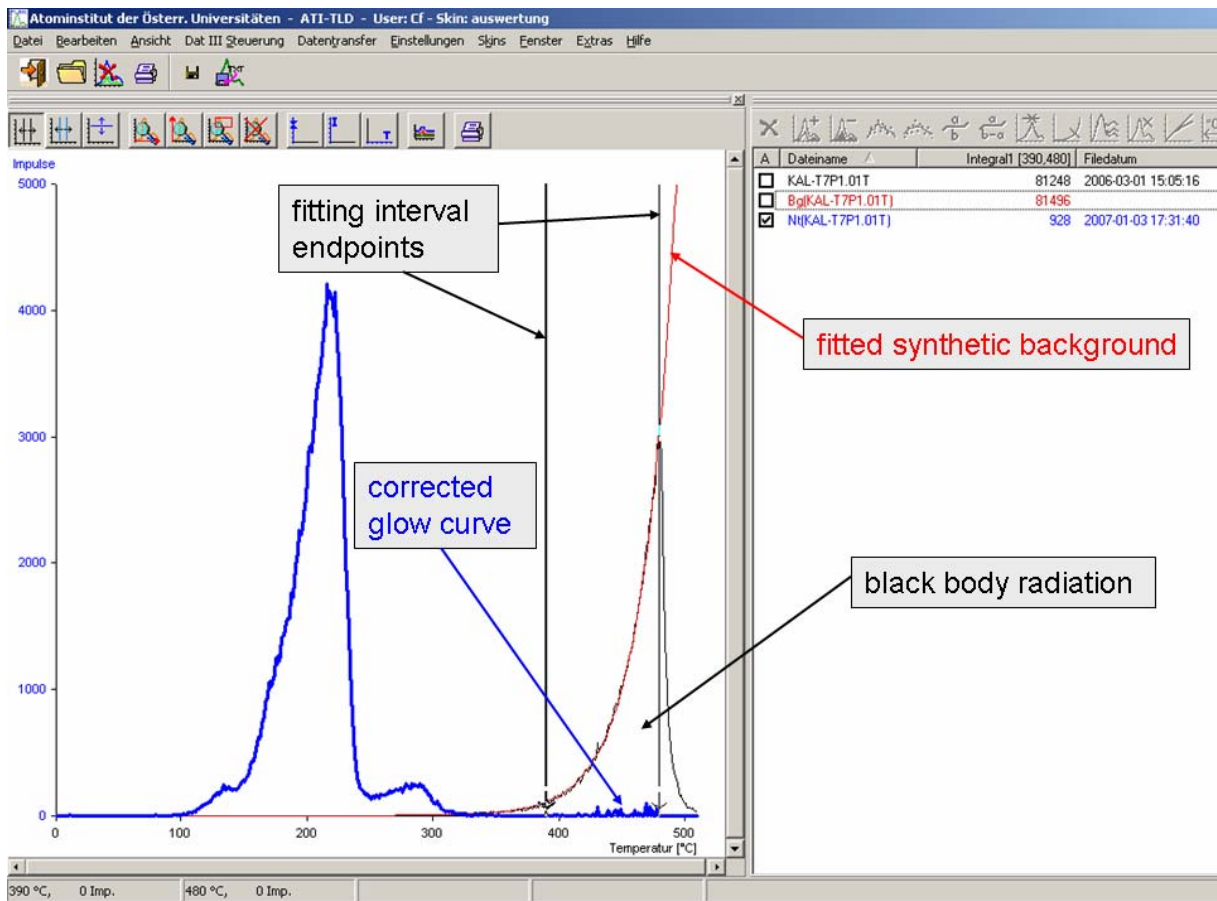 Atominstitut der Österr. Universitäten - ATI-TLD - User: Cf - Skin: auswertung
Datei Bearbeiten Ansicht Dat III Steuerung Datentransfer Einstellungen Skins Fenster Extras Hilfe
Impulse
5000
4000
3000
2000
1000
0
0 100 200 300 400 500
Temperatur [°C]
fitting interval
endpoints
corrected
glow curve
fitted synthetic background
black body radiation
A Dateiname Integral1 [390,480] Filedatum
KAL-T7P1.01T 81248 2006-03-01 15:05:16
Bg(KAL-T7P1.01T) 81496
Nt(KAL-T7P1.01T) 928 2007-01-03 17:31:40
390 °C, 0 Imp. 480 °C, 0 Imp.